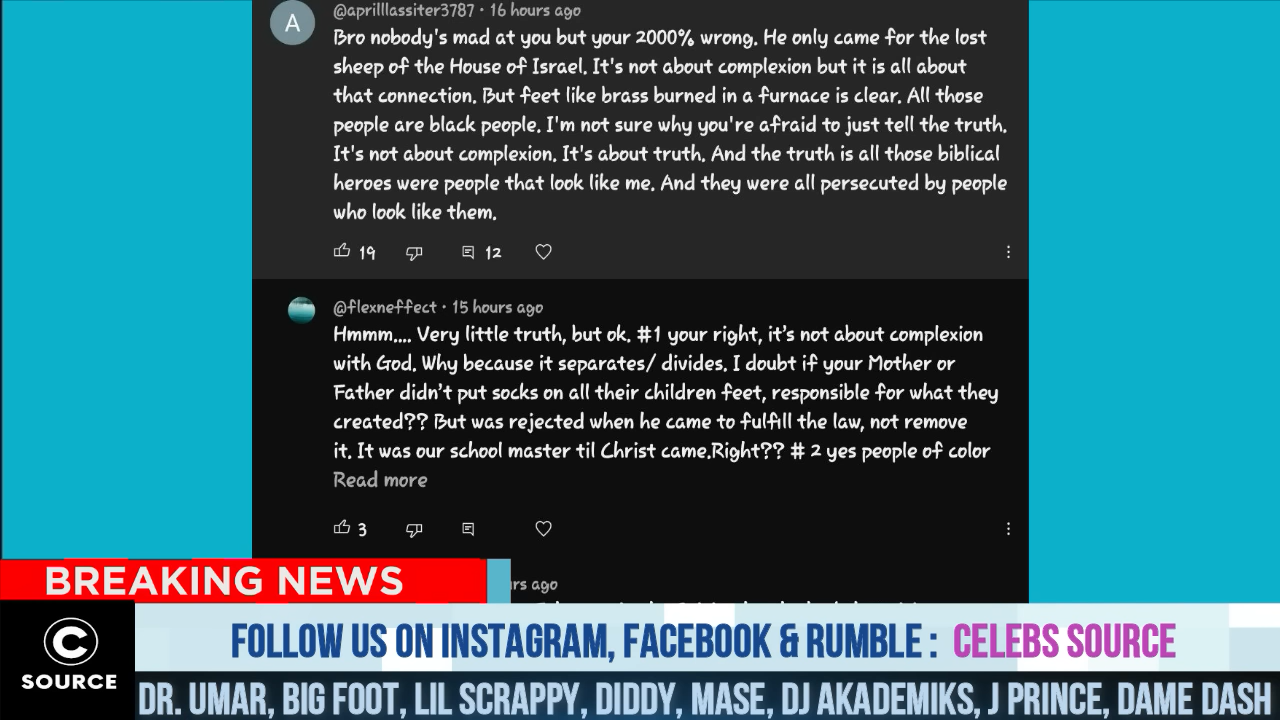 A
@aprilllassiter3787 · 16 hours ago
Bro nobody's mad at you but your 2000% wrong. He only came for the lost
sheep of the House of Israel. It's not about complexion but it is all about
that connection. But feet like brass burned in a furnace is clear. All those
people are black people. I'm not sure why you're afraid to just tell the truth.
It's not about complexion. It's about truth. And the truth is all those biblical
heroes were people that look like me. And they were all persecuted by people
who look like them.
19 12
@flexneffect · 15 hours ago
Hmmm.... Very little truth, but ok. #1 your right, it's not about complexion
with God. Why because it separates/ divides. I doubt if your Mother or
Father didn't put socks on all their children feet, responsible for what they
created?? But was rejected when he came to fulfill the law, not remove
it. It was our school master til Christ came.Right?? # 2 yes people of color
Read more
3
ago
BREAKING NEWS
C
SOURCE
FOLLOW US ON INSTAGRAM, FACEBOOK & RUMBLE : CELEBS SOURCE
DR. UMAR, BIG FOOT, LIL SCRAPPY, DIDDY, MASE, DJ AKADEMIKS, J PRINCE, DAME DASH